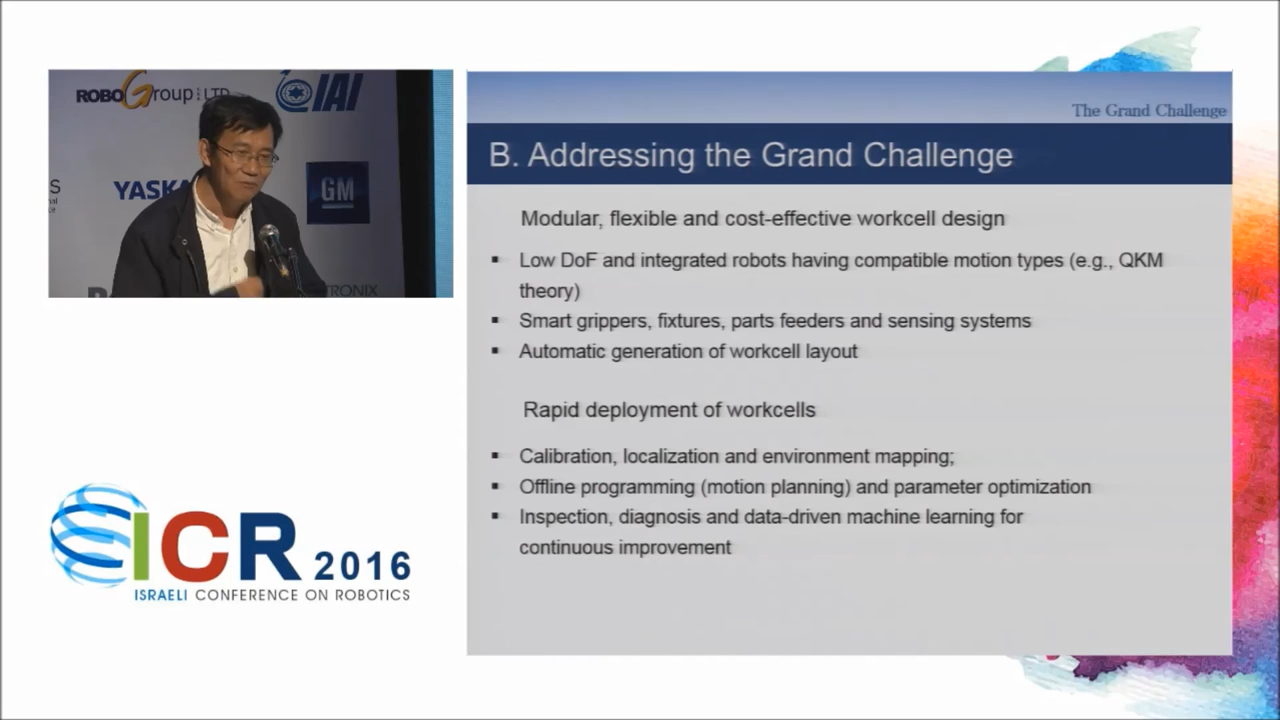 ROBOGroup LTD
IAI
YASKA
GM
The Grand Challenge
B. Addressing the Grand Challenge
Modular, flexible and cost-effective workcell design
▪ Low DoF and integrated robots having compatible motion types (e.g., QKM
theory)
▪ Smart grippers, fixtures, parts feeders and sensing systems
▪ Automatic generation of workcell layout
Rapid deployment of workcells
▪ Calibration, localization and environment mapping;
▪ Offline programming (motion planning) and parameter optimization
▪ Inspection, diagnosis and data-driven machine learning for
continuous improvement
ICR 2016
ISRAELI CONFERENCE ON ROBOTICS